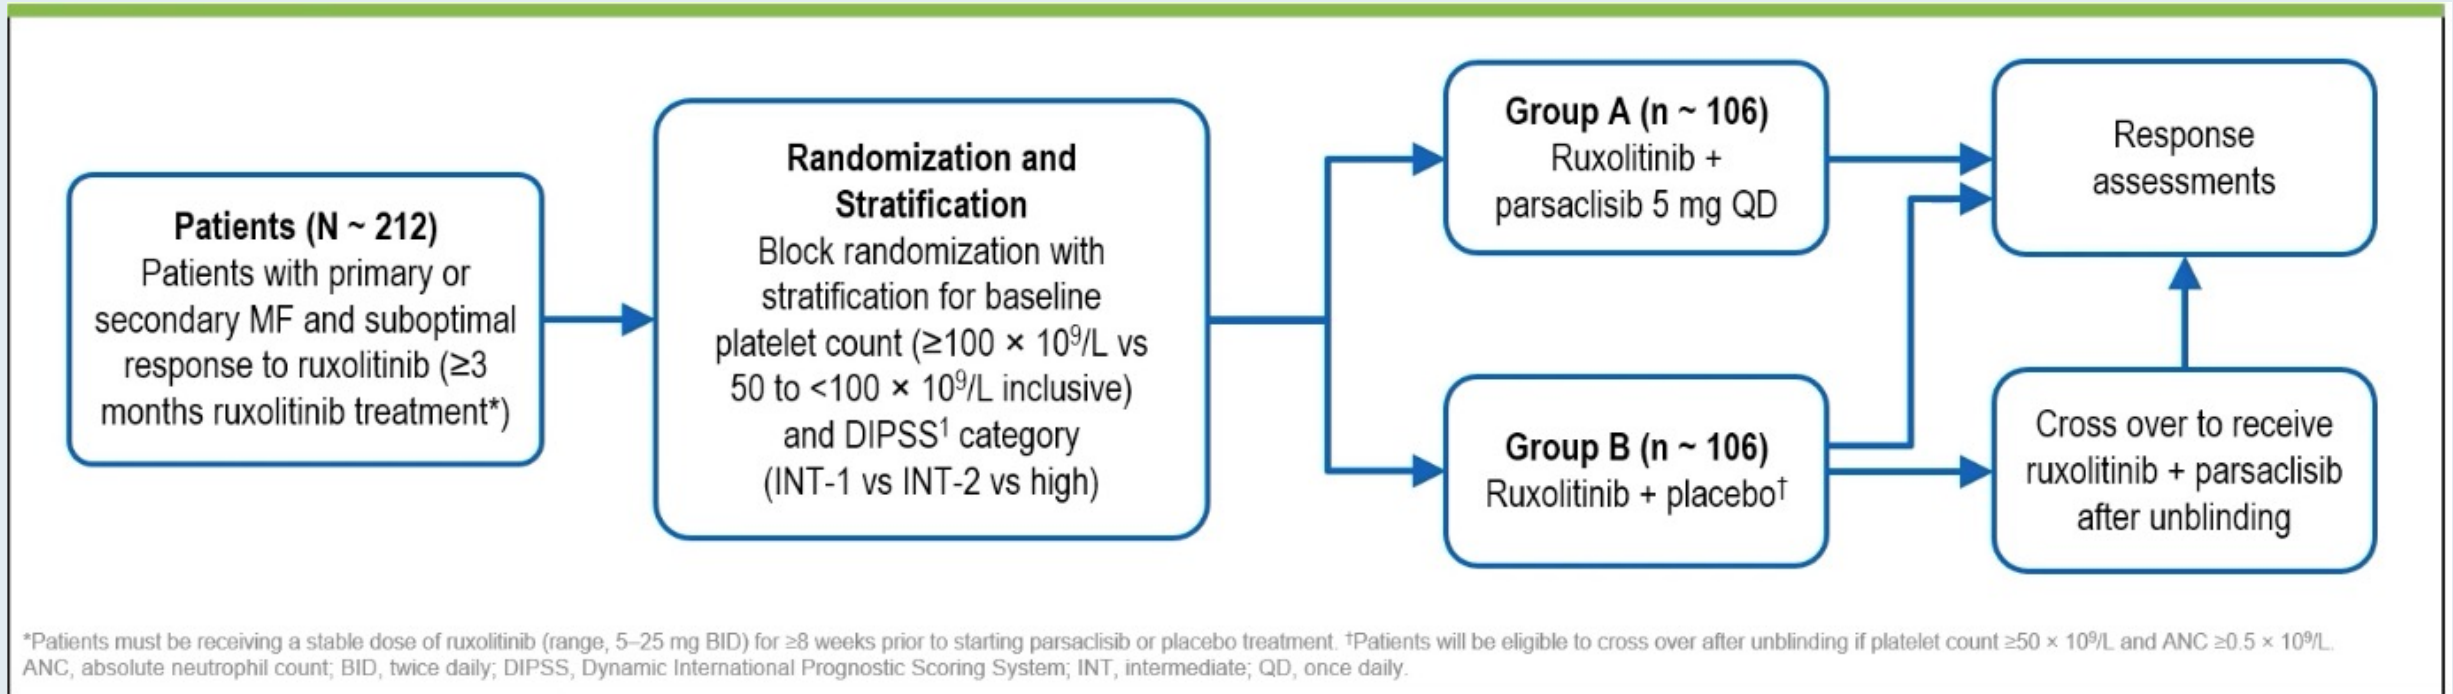 Patients (N ~ 212)
Patients with primary or
secondary MF and suboptimal
response to ruxolitinib (≥3
months ruxolitinib treatment*)
Randomization and
Stratification
Block randomization with
stratification for baseline
platelet count (≥100 × 10⁹/L vs
50 to <100 × 10⁹/L inclusive)
and DIPSS¹ category
(INT-1 vs INT-2 vs high)
Group A (n ~ 106)
Ruxolitinib +
parsaclisib 5 mg QD
Group B (n ~ 106)
Ruxolitinib + placebo†
Response
assessments
Cross over to receive
ruxolitinib + parsaclisib
after unblinding
*Patients must be receiving a stable dose of ruxolitinib (range, 5–25 mg BID) for ≥8 weeks prior to starting parsaclisib or placebo treatment. †Patients will be eligible to cross over after unblinding if platelet count ≥50 × 10⁹/L and ANC ≥0.5 × 10⁹/L.
ANC, absolute neutrophil count; BID, twice daily; DIPSS, Dynamic International Prognostic Scoring System; INT, intermediate; QD, once daily.